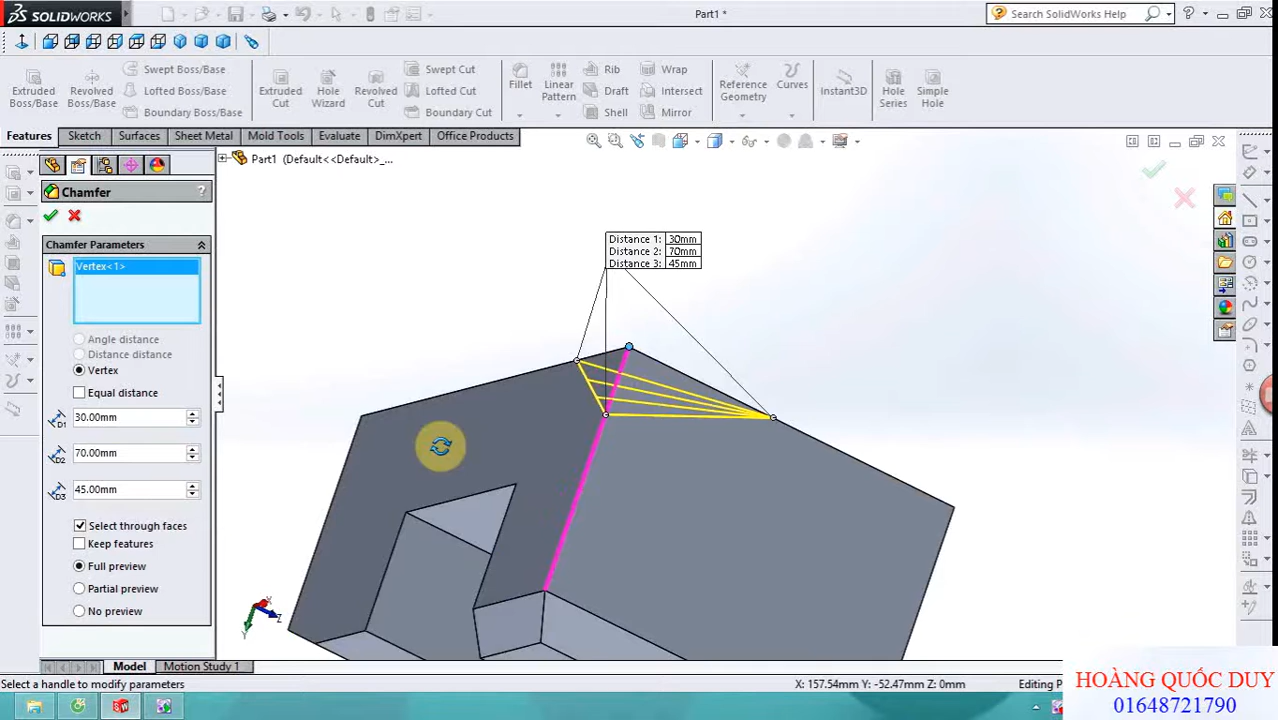 SOLIDWORKS
Part1 *
Search SolidWorks Help
Extruded Boss/Base
Revolved Boss/Base
Swept Boss/Base
Lofted Boss/Base
Boundary Boss/Base
Extruded Cut
Hole Wizard
Revolved Cut
Swept Cut
Lofted Cut
Boundary Cut
Fillet
Linear Pattern
Rib
Draft
Shell
Wrap
Intersect
Mirror
Reference Geometry
Curves
Instant3D
Hole Series
Simple Hole
Features
Sketch
Surfaces
Sheet Metal
Mold Tools
Evaluate
DimXpert
Office Products
Part1 (Default<<Default>_...
Chamfer
?
Chamfer Parameters
Vertex<1>
Angle distance
Distance distance
Vertex
Equal distance
D1 30.00mm
D2 70.00mm
D3 45.00mm
Select through faces
Keep features
Full preview
Partial preview
No preview
Distance 1: 30mm
Distance 2: 70mm
Distance 3: 45mm
X
Y
Z
Model
Motion Study 1
Select a handle to modify parameters
X: 157.54mm Y: -52.47mm Z: 0mm
Editing P
HOÀNG QUỐC DUY
01648721790